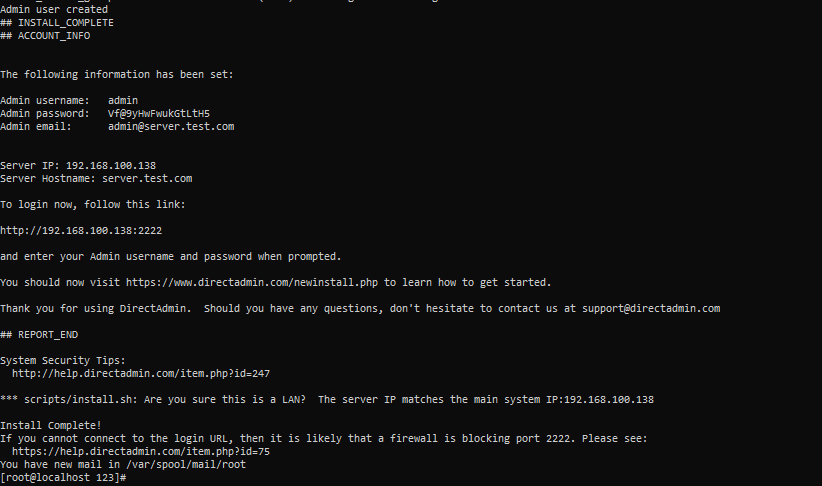 Admin user created
## INSTALL_COMPLETE
## ACCOUNT_INFO
The following information has been set:
Admin username:   admin
Admin password:   Vf@9yHwFwukGtLtH5
Admin email:      admin@server.test.com
Server IP: 192.168.100.138
Server Hostname: server.test.com
To login now, follow this link:
http://192.168.100.138:2222
and enter your Admin username and password when prompted.
You should now visit https://www.directadmin.com/newinstall.php to learn how to get started.
Thank you for using DirectAdmin.  Should you have any questions, don't hesitate to contact us at support@directadmin.com
## REPORT_END
System Security Tips:
  http://help.directadmin.com/item.php?id=247
*** scripts/install.sh: Are you sure this is a LAN?  The server IP matches the main system IP:192.168.100.138
Install Complete!
If you cannot connect to the login URL, then it is likely that a firewall is blocking port 2222. Please see:
  https://help.directadmin.com/item.php?id=75
You have new mail in /var/spool/mail/root
[root@localhost 123]#